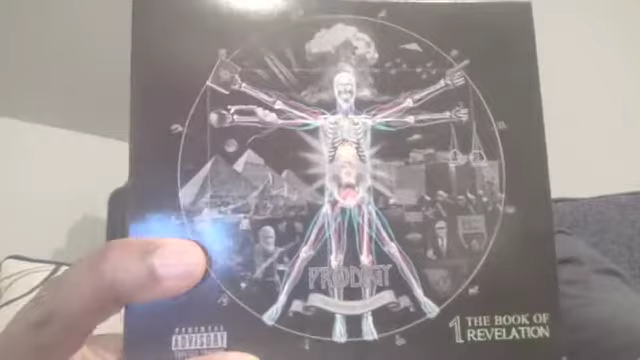 PRODIGY
1 THE BOOK OF
REVELATION
PARENTAL
ADVISORY